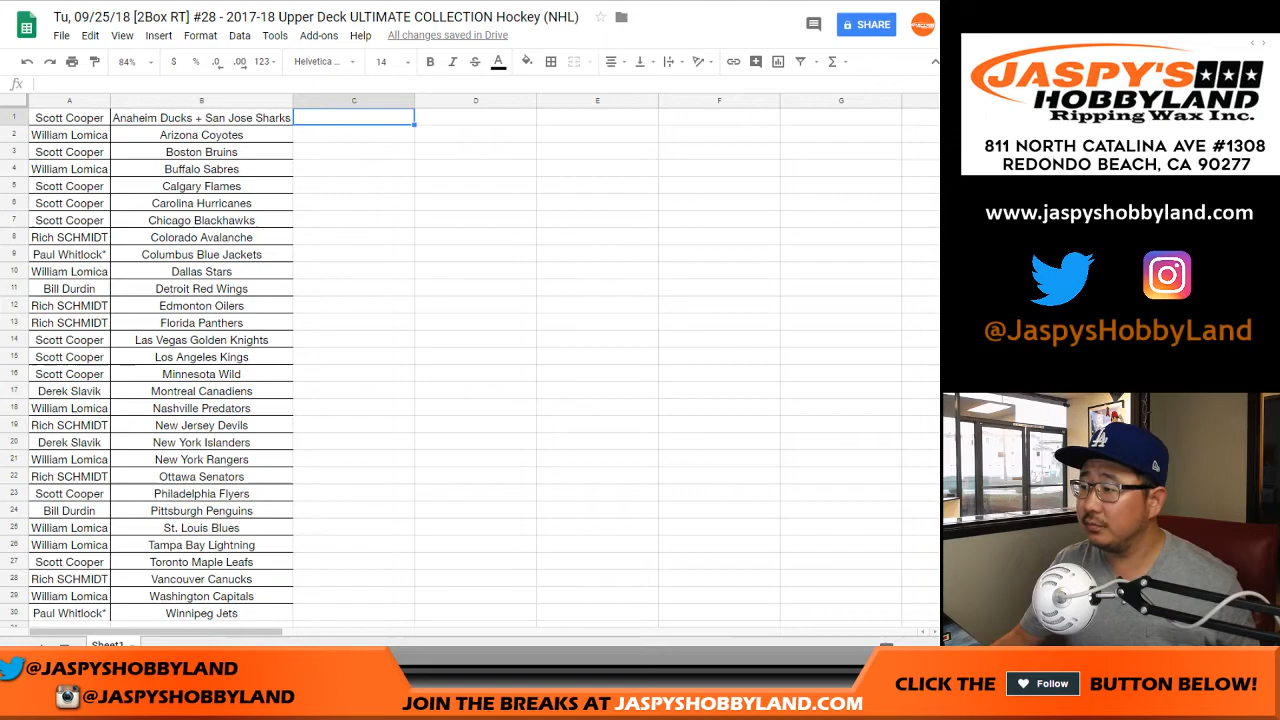 Tu, 09/25/18 [2Box RT] #28 - 2017-18 Upper Deck ULTIMATE COLLECTION Hockey (NHL)
File Edit View Insert Format Data Tools Add-ons Help All changes saved in Drive
SHARE
84% $ % .0 .00 123 Helvetica ... 14 B I S A
fx
A B C D E F G
1 Scott Cooper Anaheim Ducks + San Jose Sharks
2 William Lomica Arizona Coyotes
3 Scott Cooper Boston Bruins
4 William Lomica Buffalo Sabres
5 Scott Cooper Calgary Flames
6 Scott Cooper Carolina Hurricanes
7 Scott Cooper Chicago Blackhawks
8 Rich SCHMIDT Colorado Avalanche
9 Paul Whitlock* Columbus Blue Jackets
10 William Lomica Dallas Stars
11 Bill Durdin Detroit Red Wings
12 Rich SCHMIDT Edmonton Oilers
13 Rich SCHMIDT Florida Panthers
14 Scott Cooper Las Vegas Golden Knights
15 Scott Cooper Los Angeles Kings
16 Scott Cooper Minnesota Wild
17 Derek Slavik Montreal Canadiens
18 William Lomica Nashville Predators
19 Rich SCHMIDT New Jersey Devils
20 Derek Slavik New York Islanders
21 William Lomica New York Rangers
22 Rich SCHMIDT Ottawa Senators
23 Scott Cooper Philadelphia Flyers
24 Bill Durdin Pittsburgh Penguins
25 William Lomica St. Louis Blues
26 William Lomica Tampa Bay Lightning
27 Scott Cooper Toronto Maple Leafs
28 Rich SCHMIDT Vancouver Canucks
29 William Lomica Washington Capitals
30 Paul Whitlock* Winnipeg Jets
Sheet1
JASPY'S
HOBBYLAND
Ripping Wax Inc.
811 NORTH CATALINA AVE #1308
REDONDO BEACH, CA 90277
www.jaspyshobbyland.com
@JaspysHobbyLand
LA
@JASPYSHOBBYLAND
@JASPYSHOBBYLAND
JOIN THE BREAKS AT JASPYSHOBBYLAND.COM
CLICK THE Follow BUTTON BELOW!